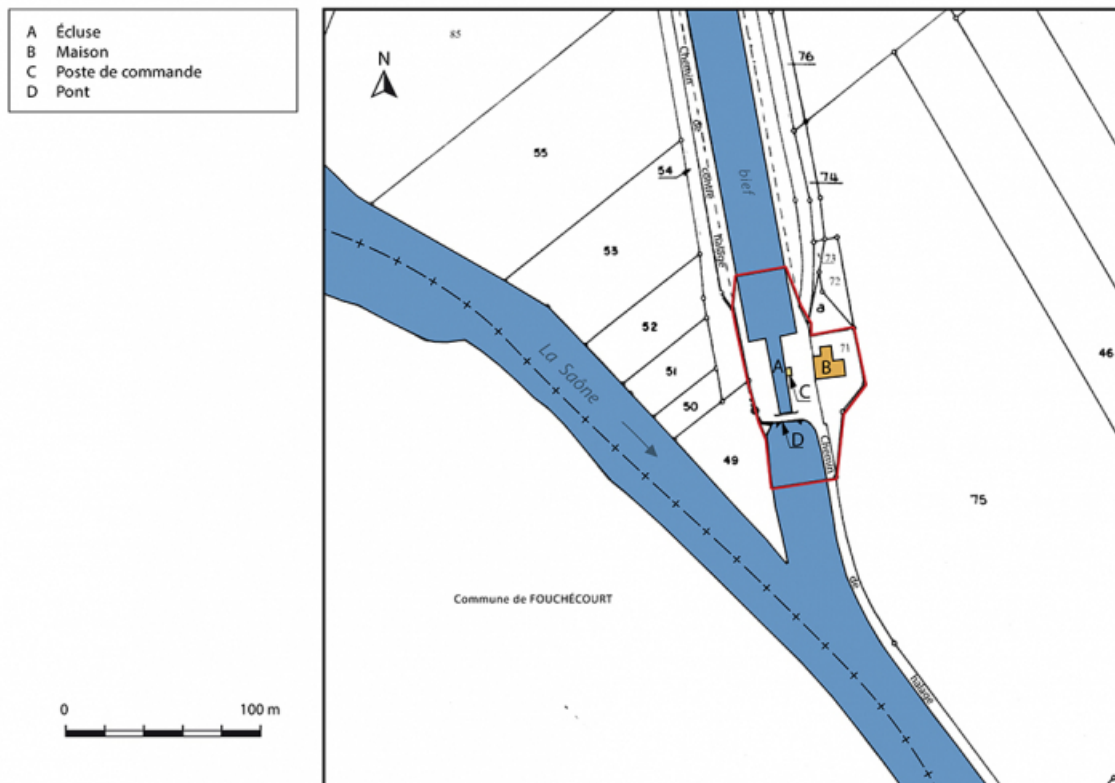 A Écluse
B Maison
C Poste de commande
D Pont
N
85
76
55
Chemin de contre halage
54
bief
74
53
73
72
a
52
71
46
A
B
51
La Saône
C
50
D
49
Chemin de halage
75
Commune de FOUCHÉCOURT
0 100 m